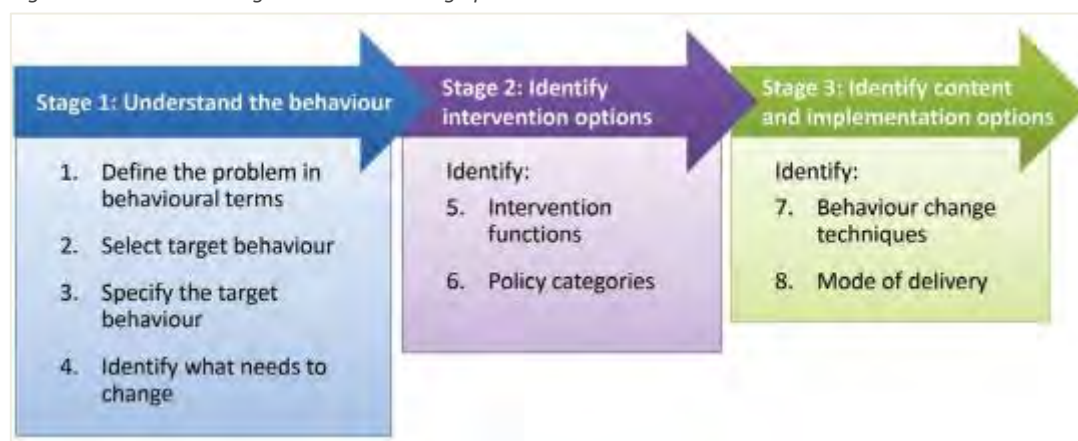 Stage 1: Understand the behaviour
1. Define the problem in
behavioural terms
2. Select target behaviour
3. Specify the target
behaviour
4. Identify what needs to
change
Stage 2: Identify
intervention options
Identify:
5. Intervention
functions
6. Policy categories
Stage 3: Identify content
and implementation options
Identify:
7. Behaviour change
techniques
8. Mode of delivery